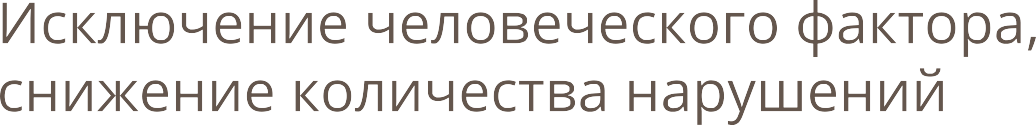 Исключение человеческого фактора,
снижение количества нарушений